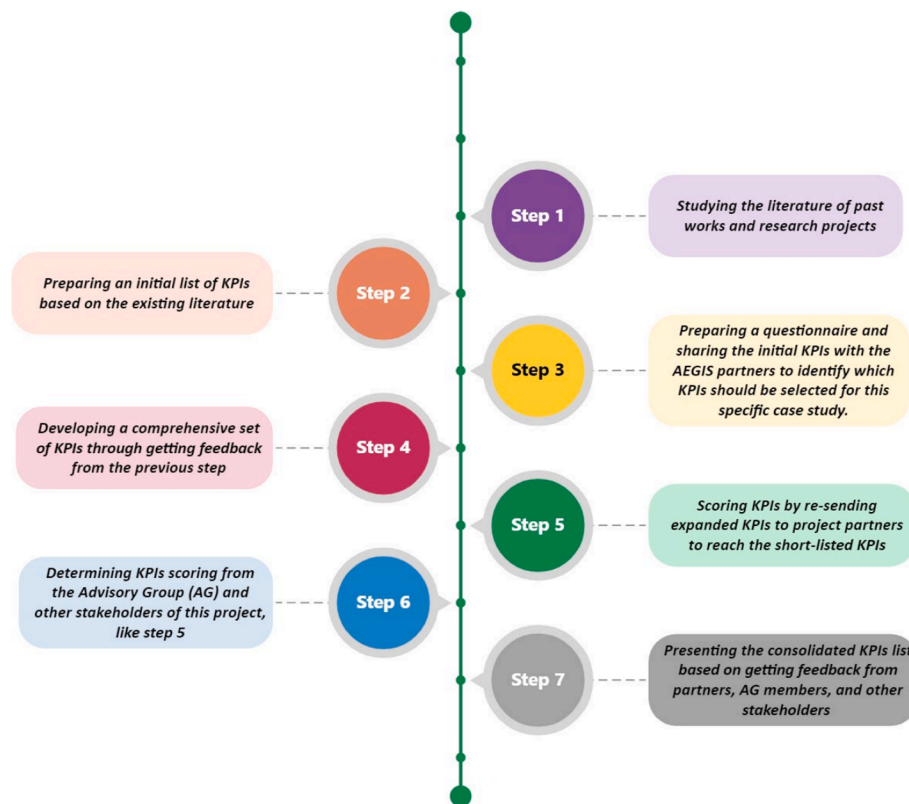 Step 1
Studying the literature of past
works and research projects
Step 2
Preparing an initial list of KPIs
based on the existing literature
Step 3
Preparing a questionnaire and
sharing the initial KPIs with the
AEGIS partners to identify which
KPIs should be selected for this
specific case study.
Step 4
Developing a comprehensive set
of KPIs through getting feedback
from the previous step
Step 5
Scoring KPIs by re-sending
expanded KPIs to project partners
to reach the short-listed KPIs
Step 6
Determining KPIs scoring from
the Advisory Group (AG) and
other stakeholders of this project,
like step 5
Step 7
Presenting the consolidated KPIs list
based on getting feedback from
partners, AG members, and other
stakeholders